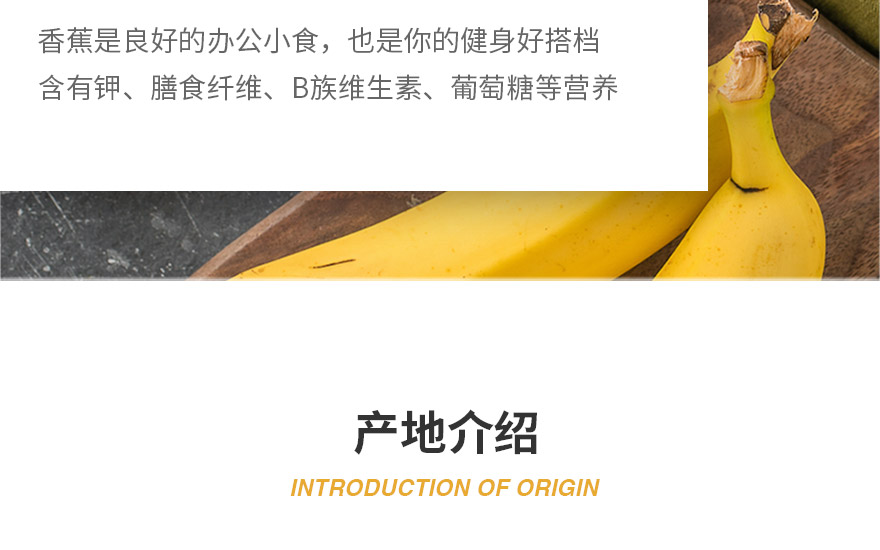 香蕉是良好的办公小食，也是你的健身好搭档
含有钾、膳食纤维、B族维生素、葡萄糖等营养
产地介绍
INTRODUCTION OF ORIGIN